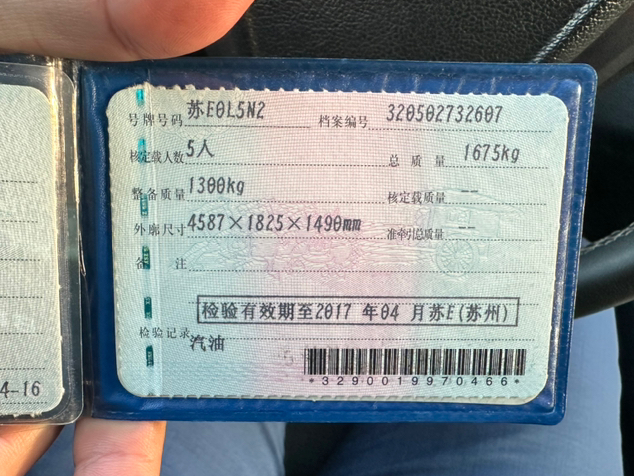 号牌号码 苏E0L5N2 档案编号 320502732607
核定载人数 5人 总质量 1675kg
整备质量 1300kg 核定载质量 --
外廓尺寸 4587×1825×1490mm 准牵引总质量 --
备注
检验有效期至2017 年04 月苏E(苏州)
检验记录
汽油
*3290019970466*
4-16